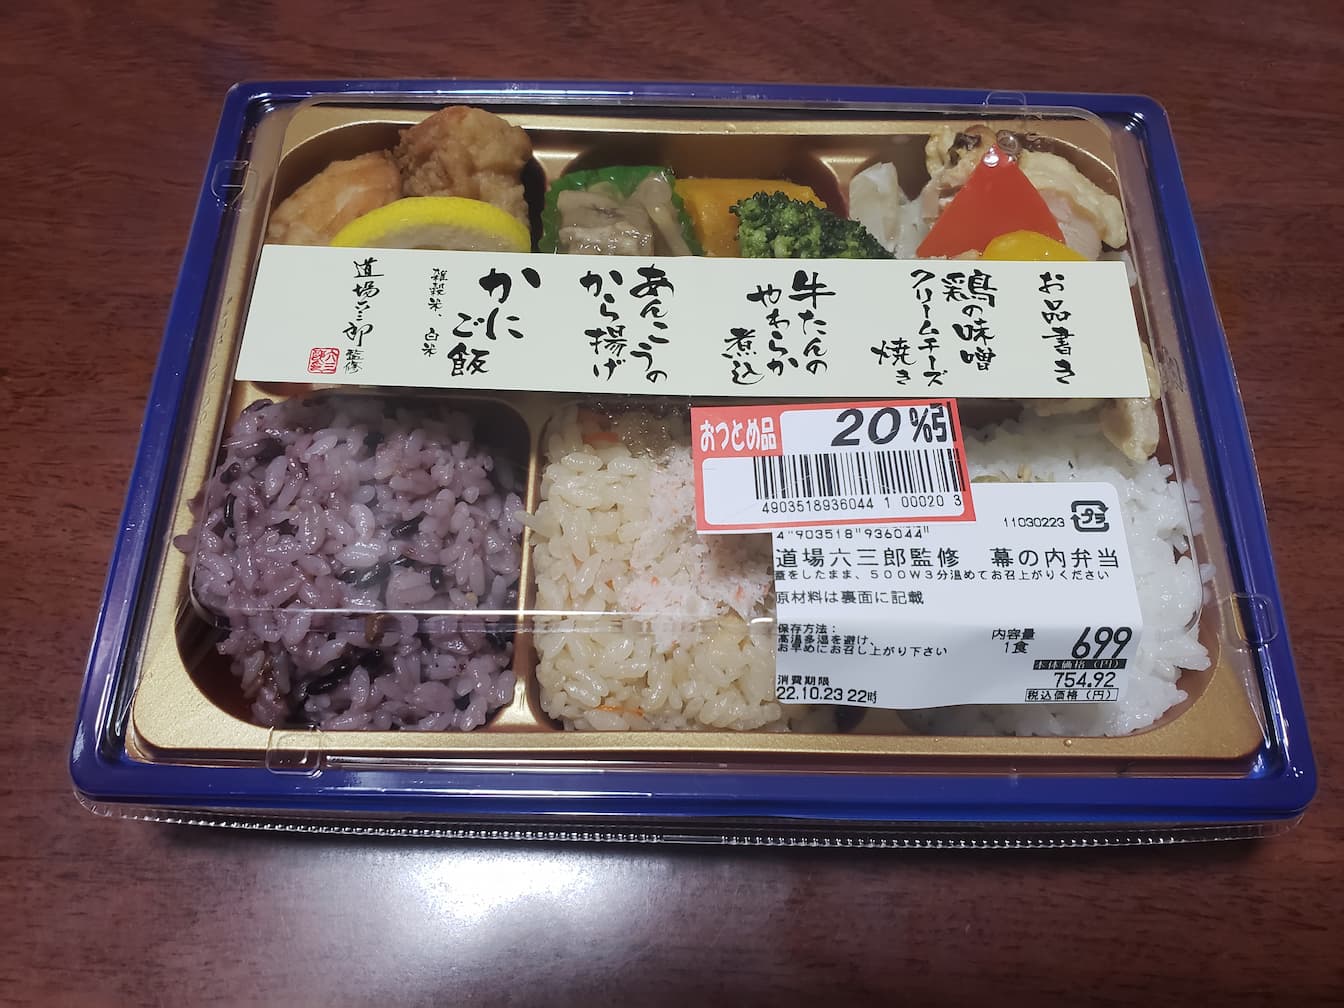 お品書き
鶏の味噌
クリームチーズ
焼き
牛たんの
やわらか
煮込
あんこうの
から揚げ
かに
ご飯
雑穀米、白米
道場六三郎
監修
おつとめ品
20%引
4903518936044 1 00020 3
11030223
プラ
4"903518"936044"
道場六三郎監修 幕の内弁当
蓋をしたまま、500W3分温めてお召上がりください
原材料は裏面に記載
保存方法:
高温多湿を避け、
お早めにお召し上がり下さい
内容量
1食
699
本体価格(円)
754.92
税込価格(円)
消費期限
22.10.23 22時